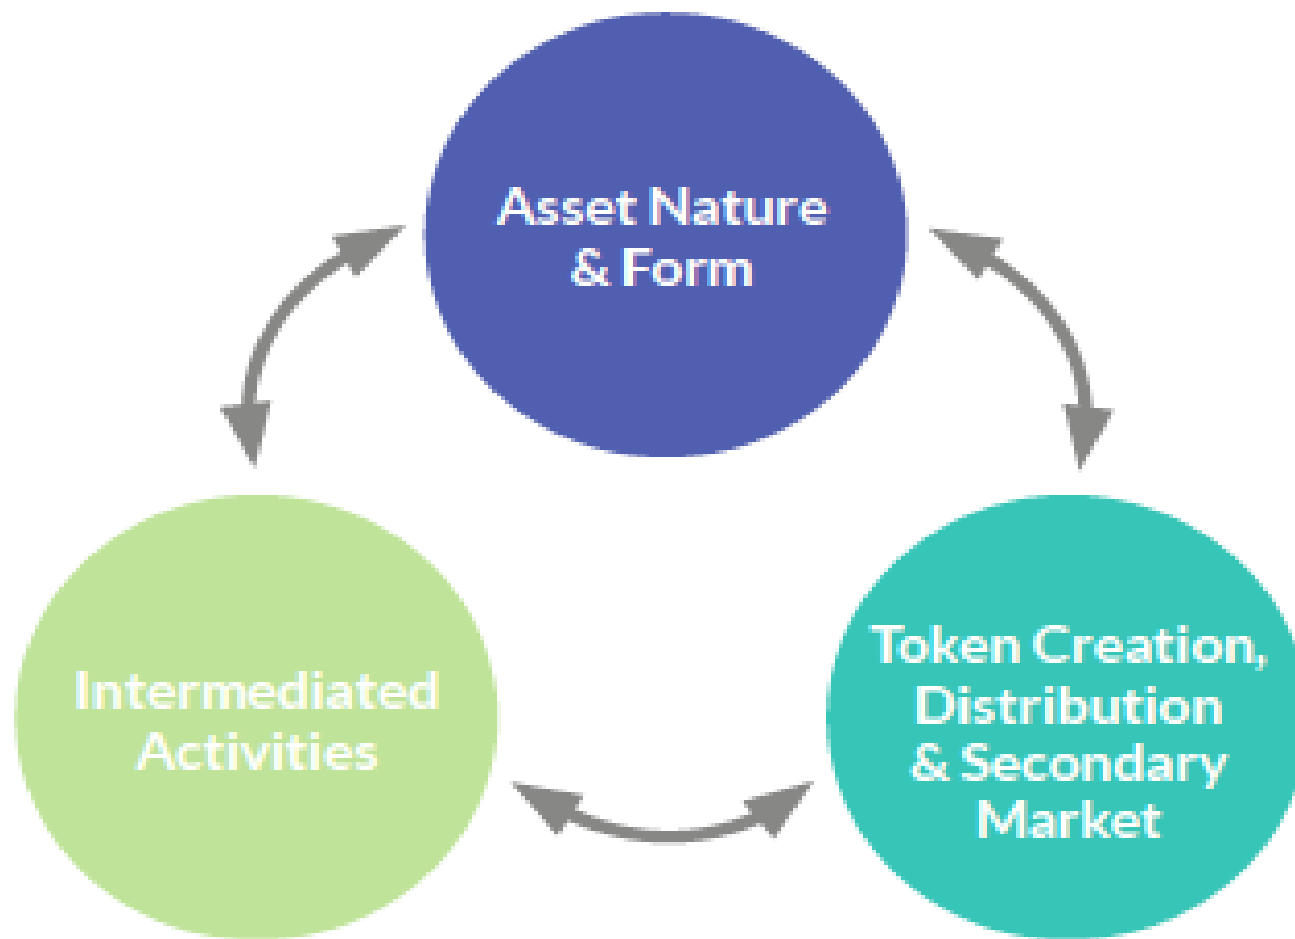 Asset Nature
& Form
Intermediated
Activities
Token Creation,
Distribution
& Secondary
Market